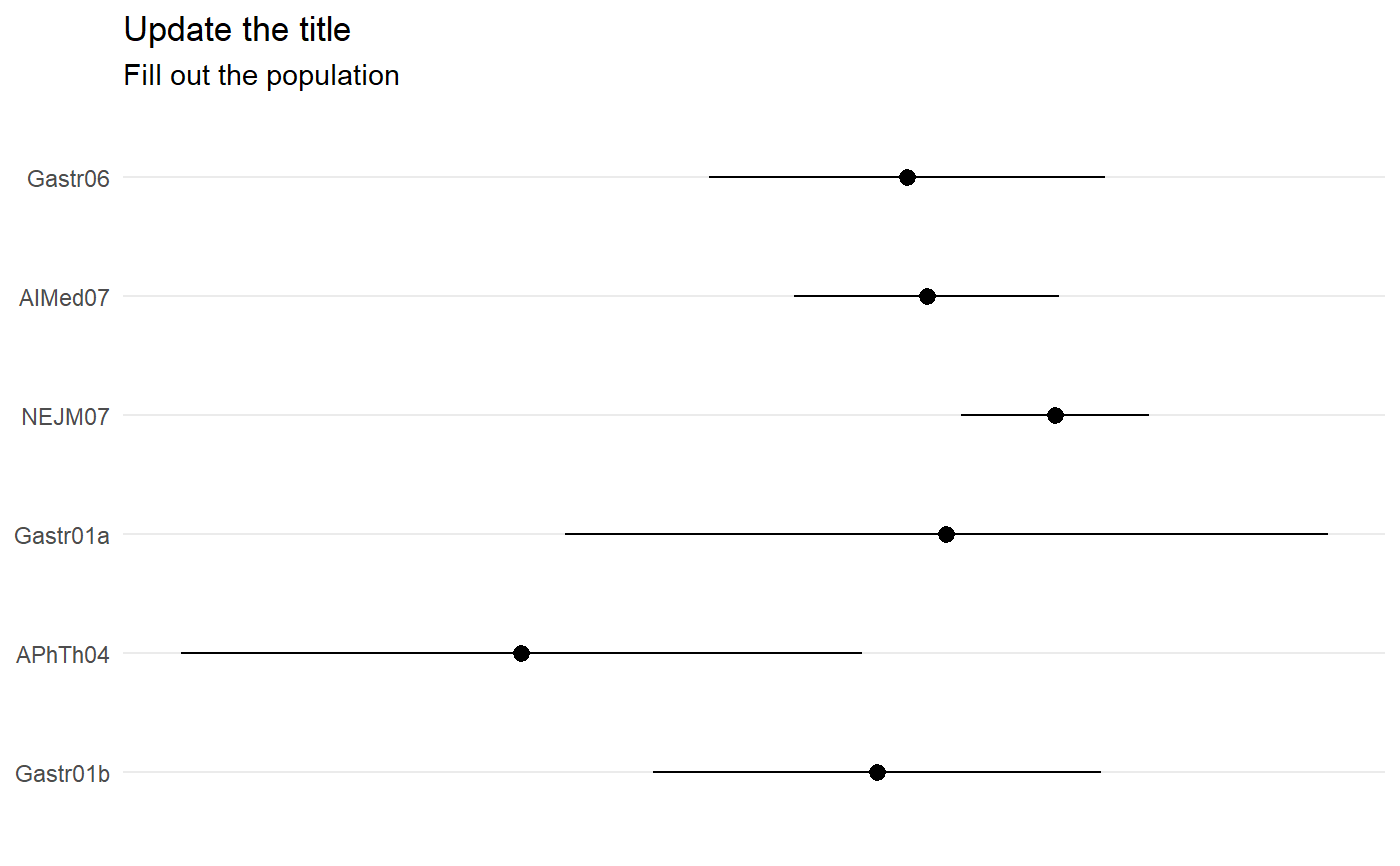 Update the title
Fill out the population
Gastr06
AIMed07
NEJM07
Gastr01a
APhTh04
Gastr01b